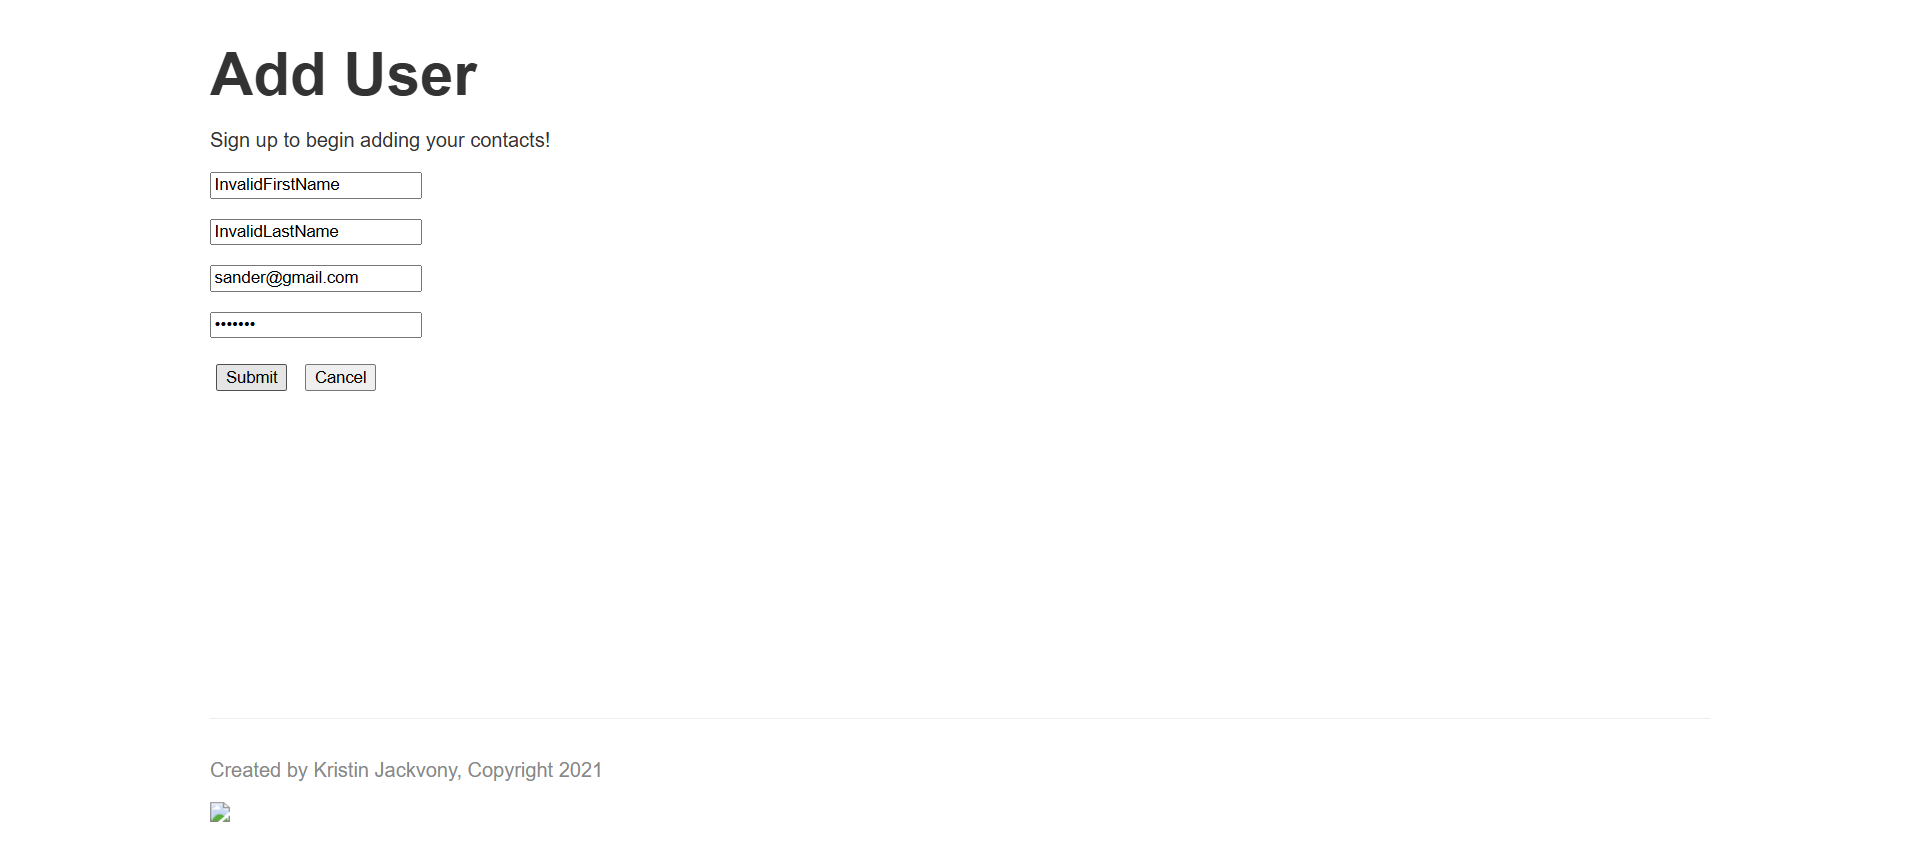 Add User
Sign up to begin adding your contacts!
InvalidFirstName
InvalidLastName
sander@gmail.com
•••••••
Submit Cancel
Created by Kristin Jackvony, Copyright 2021